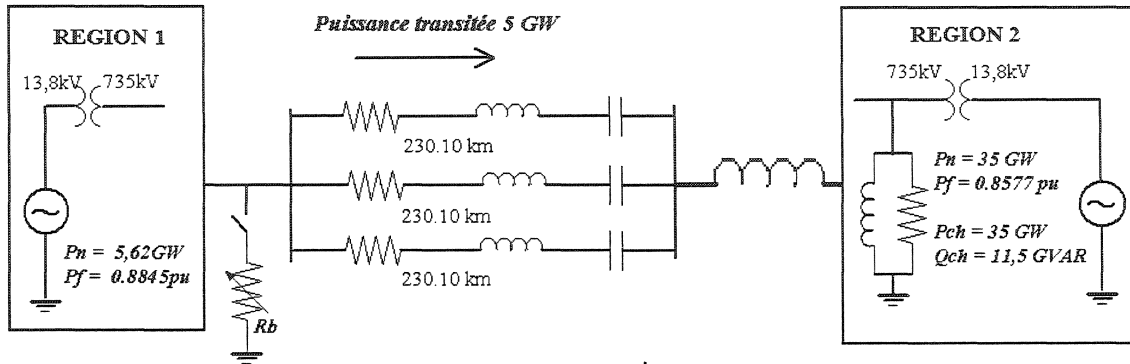 Puissance transitée 5 GW
REGION 1
13,8kV 735kV
Pn = 5,62GW
Pf = 0.8845pu
Rb
230.10 km
230.10 km
230.10 km
REGION 2
735kV 13,8kV
Pn = 35 GW
Pf = 0.8577 pu
Pch = 35 GW
Qch = 11,5 GVAR